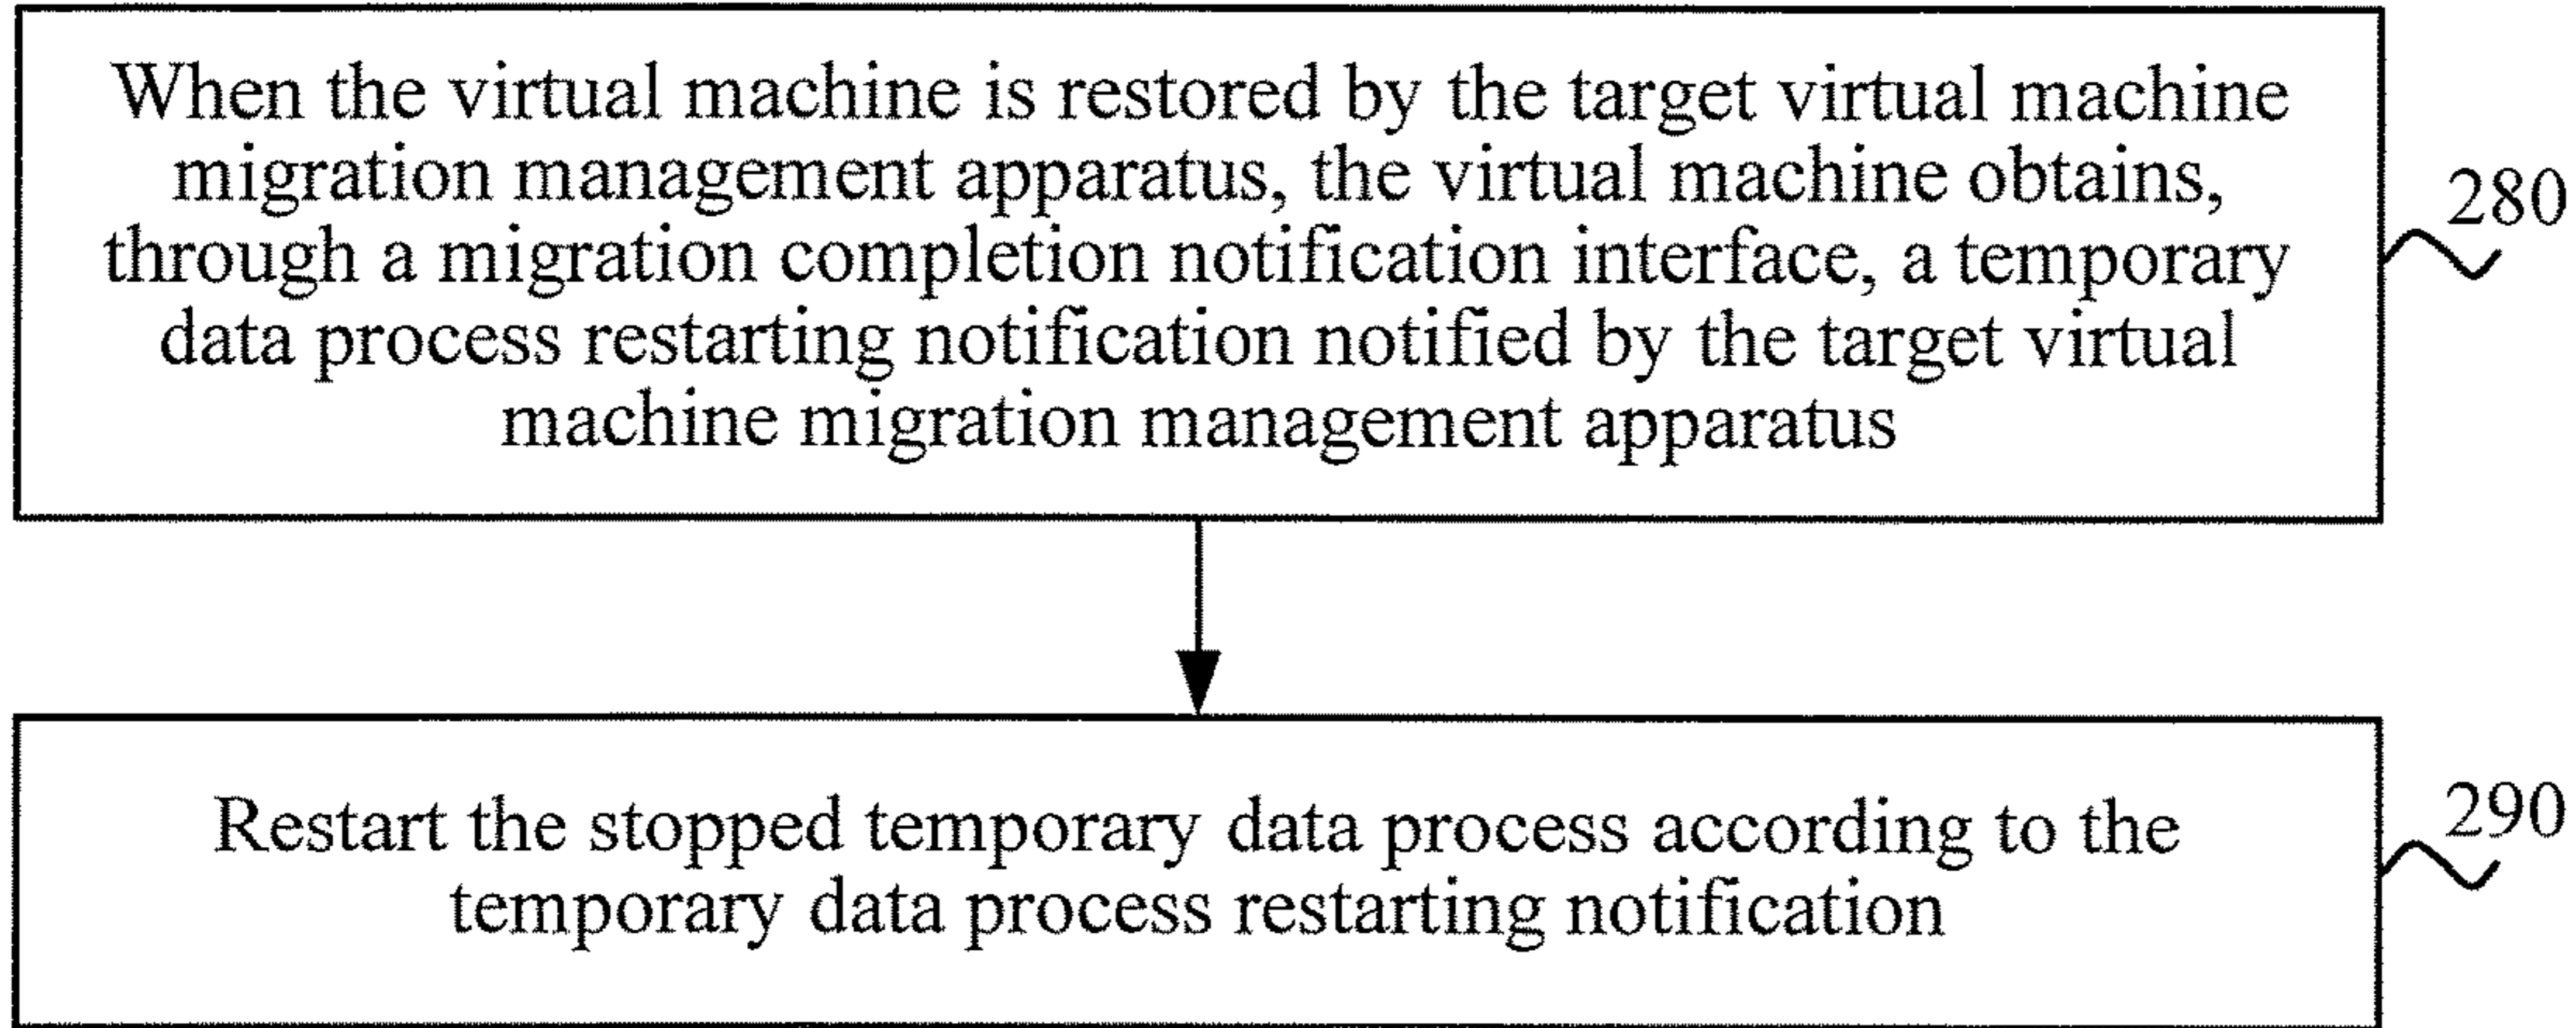 When the virtual machine is restored by the target virtual machine
migration management apparatus, the virtual machine obtains,
through a migration completion notification interface, a temporary
data process restarting notification notified by the target virtual
machine migration management apparatus
280
Restart the stopped temporary data process according to the
temporary data process restarting notification
290